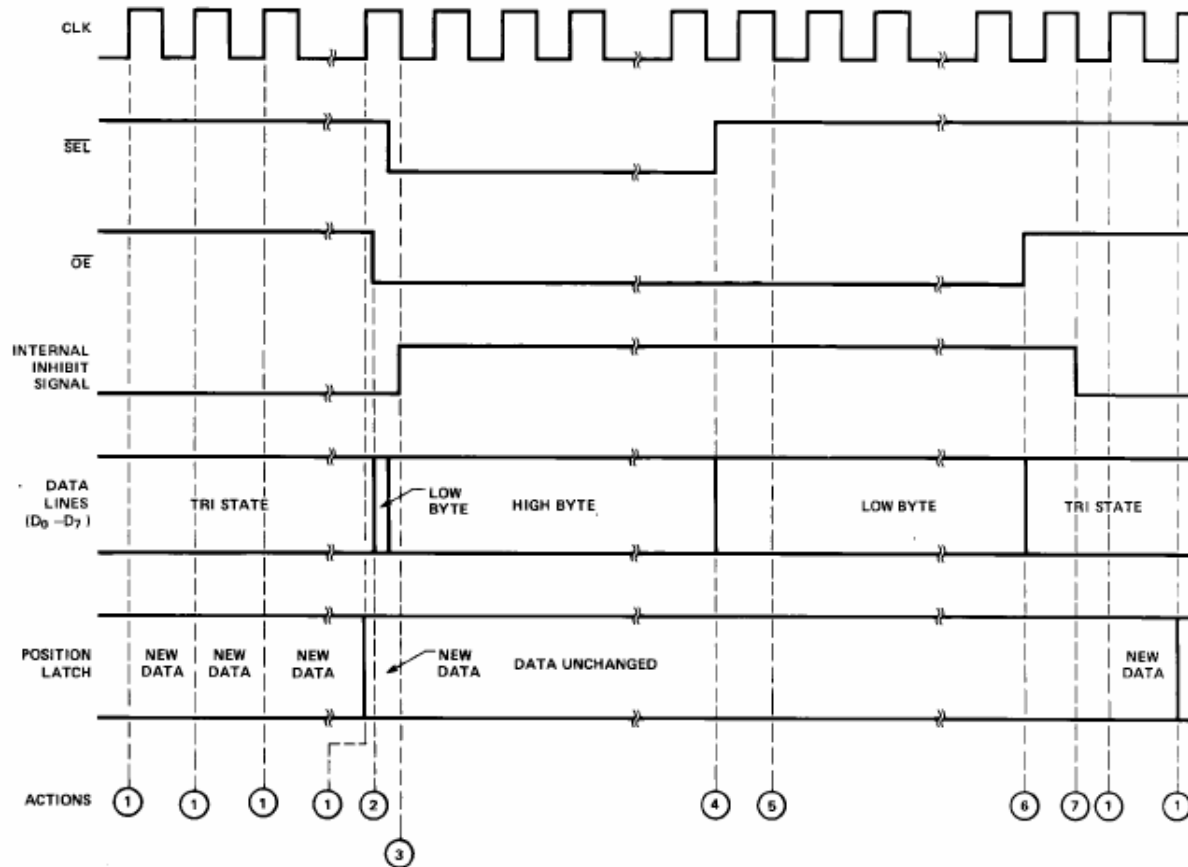 CLK
S̅E̅L̅
O̅E̅
INTERNAL
INHIBIT
SIGNAL
DATA
LINES
(D₀ –D₇ )
TRI STATE
LOW
BYTE
HIGH BYTE
LOW BYTE
TRI STATE
POSITION
LATCH
NEW
DATA
NEW
DATA
NEW
DATA
NEW
DATA
DATA UNCHANGED
NEW
DATA
ACTIONS
1 1 1 1 2 4 5 6 7 1 1
3